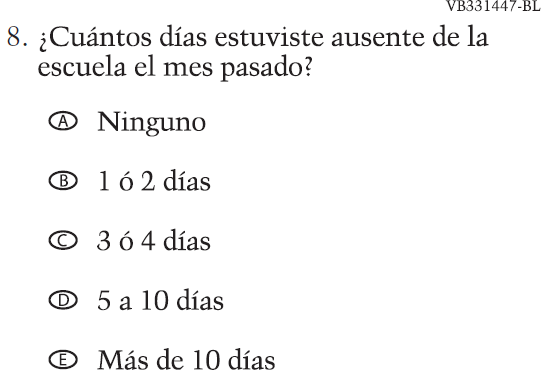 VB331447-BL
8. ¿Cuántos días estuviste ausente de la
escuela el mes pasado?
A Ninguno
B 1 ó 2 días
C 3 ó 4 días
D 5 a 10 días
E Más de 10 días